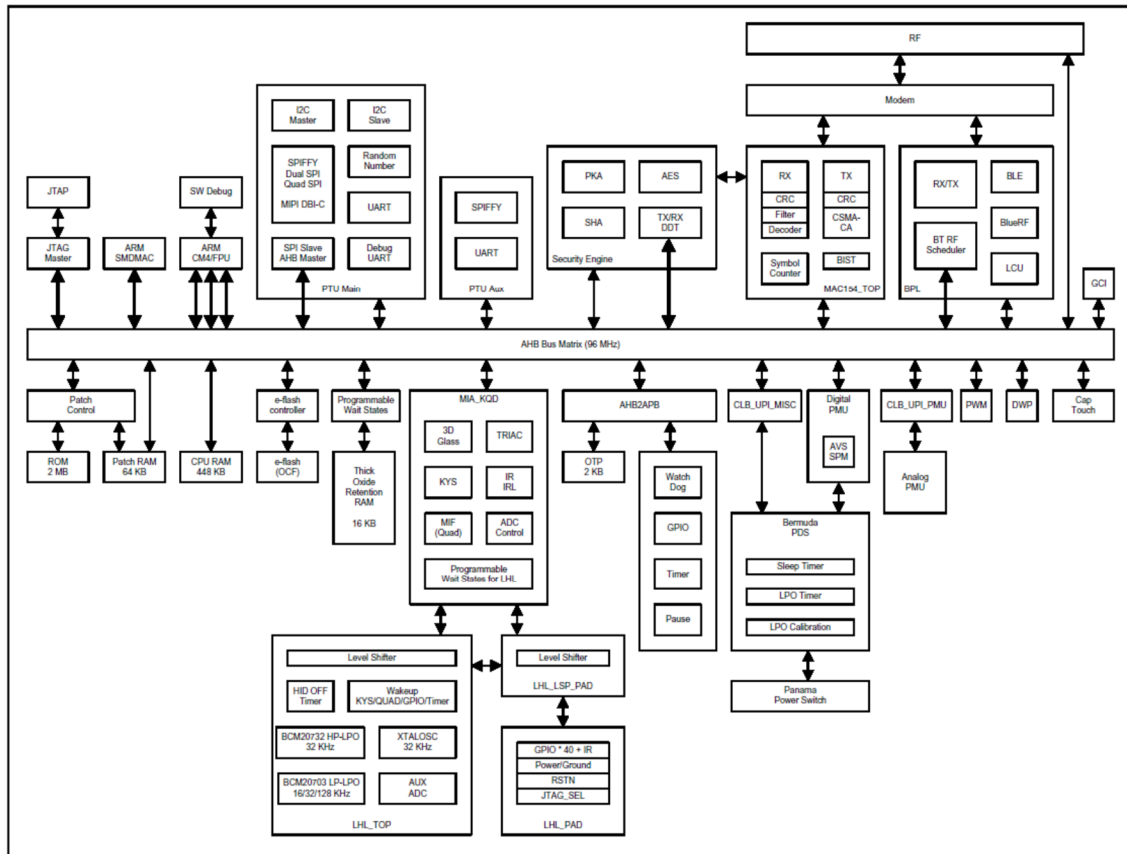 RF
Modem
I2C
Master
I2C
Slave
SPIFFY
Dual SPI
Quad SPI
MIPI DBI-C
Random
Number
UART
SPI Slave
AHB Master
Debug
UART
PTU Main
SPIFFY
UART
PTU Aux
PKA
AES
SHA
TX/RX
DDT
Security Engine
RX
CRC
Filter
Decoder
TX
CRC
CSMA-
CA
Symbol
Counter
BIST
MAC154_TOP
RX/TX
BLE
BT RF
Scheduler
BlueRF
LCU
BPL
JTAP
SW Debug
JTAG
Master
ARM
SMDMAC
ARM
CM4/FPU
GCI
AHB Bus Matrix (96 MHz)
Patch
Control
ROM
2 MB
Patch RAM
64 KB
CPU RAM
448 KB
e-flash
controller
e-flash
(OCF)
Programmable
Wait States
Thick
Oxide
Retention
RAM
16 KB
MIA_KQD
3D
Glass
TRIAC
KYS
IR
IRL
MIF
(Quad)
ADC
Control
Programmable
Wait States for LHL
AHB2APB
OTP
2 KB
Watch
Dog
GPIO
Timer
Pause
CLB_UPI_MISC
Digital
PMU
AVS
SPM
CLB_UPI_PMU
PWM
DWP
Cap
Touch
Analog
PMU
Bermuda
PDS
Sleep Timer
LPO Timer
LPO Calibration
Panama
Power Switch
Level Shifter
HID OFF
Timer
Wakeup
KYS/QUAD/GPIO/Timer
BCM20732 HP-LPO
32 KHz
XTALOSC
32 KHz
BCM20703 LP-LPO
16/32/128 KHz
AUX
ADC
LHL_TOP
Level Shifter
LHL_LSP_PAD
GPIO * 40 + IR
Power/Ground
RSTN
JTAG_SEL
LHL_PAD